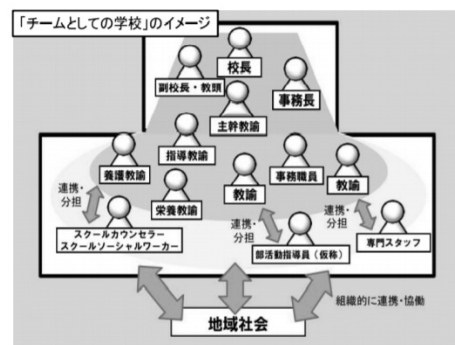 「チームとしての学校」のイメージ
校長
副校長・教頭
事務長
主幹教諭
指導教諭
養護教諭
事務職員
教諭
教諭
栄養教諭
連携・
分担
スクールカウンセラー
スクールソーシャルワーカー
連携・
分担
部活動指導員（仮称）
連携・
分担
専門スタッフ
組織的に連携・協働
地域社会